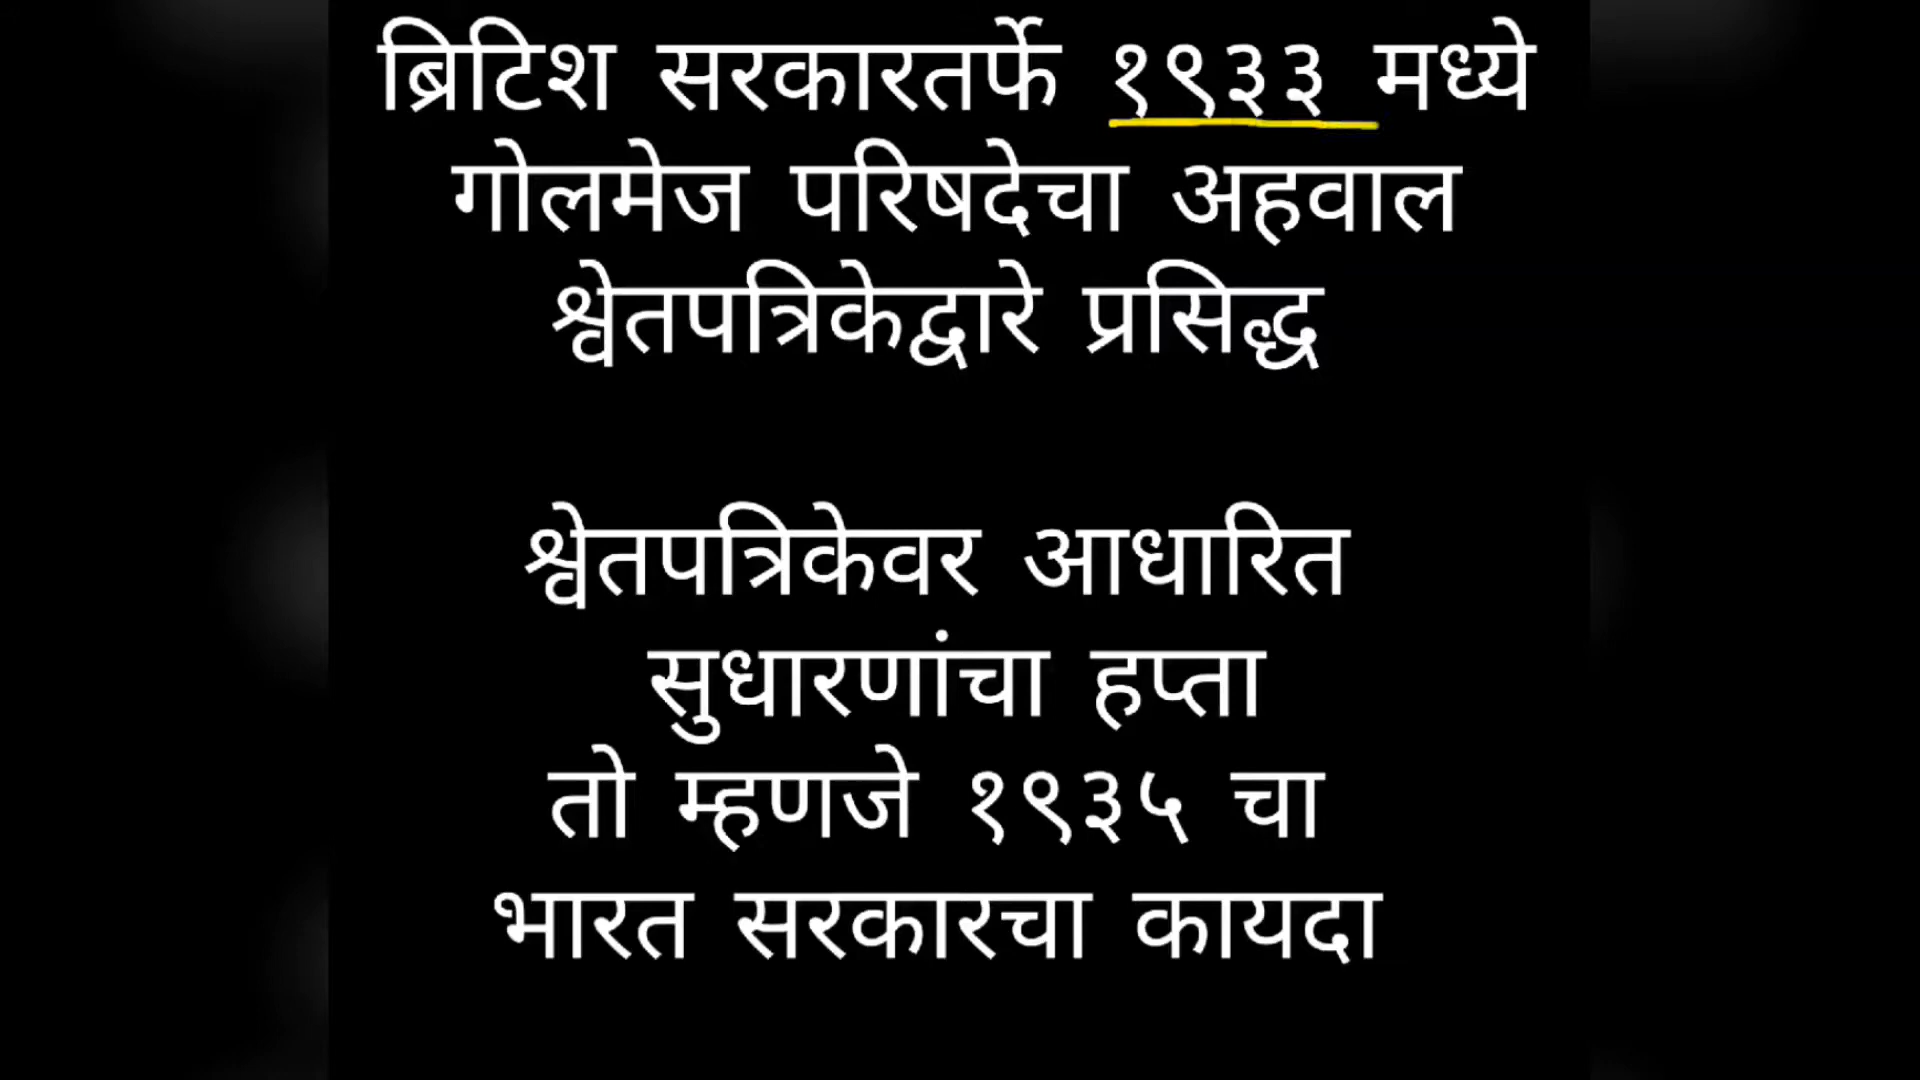 ब्रिटिश सरकारतर्फे १९३३ मध्ये
गोलमेज परिषदेचा अहवाल
श्वेतपत्रिकेद्वारे प्रसिद्ध
श्वेतपत्रिकेवर आधारित
सुधारणांचा हप्ता
तो म्हणजे १९३५ चा
भारत सरकारचा कायदा